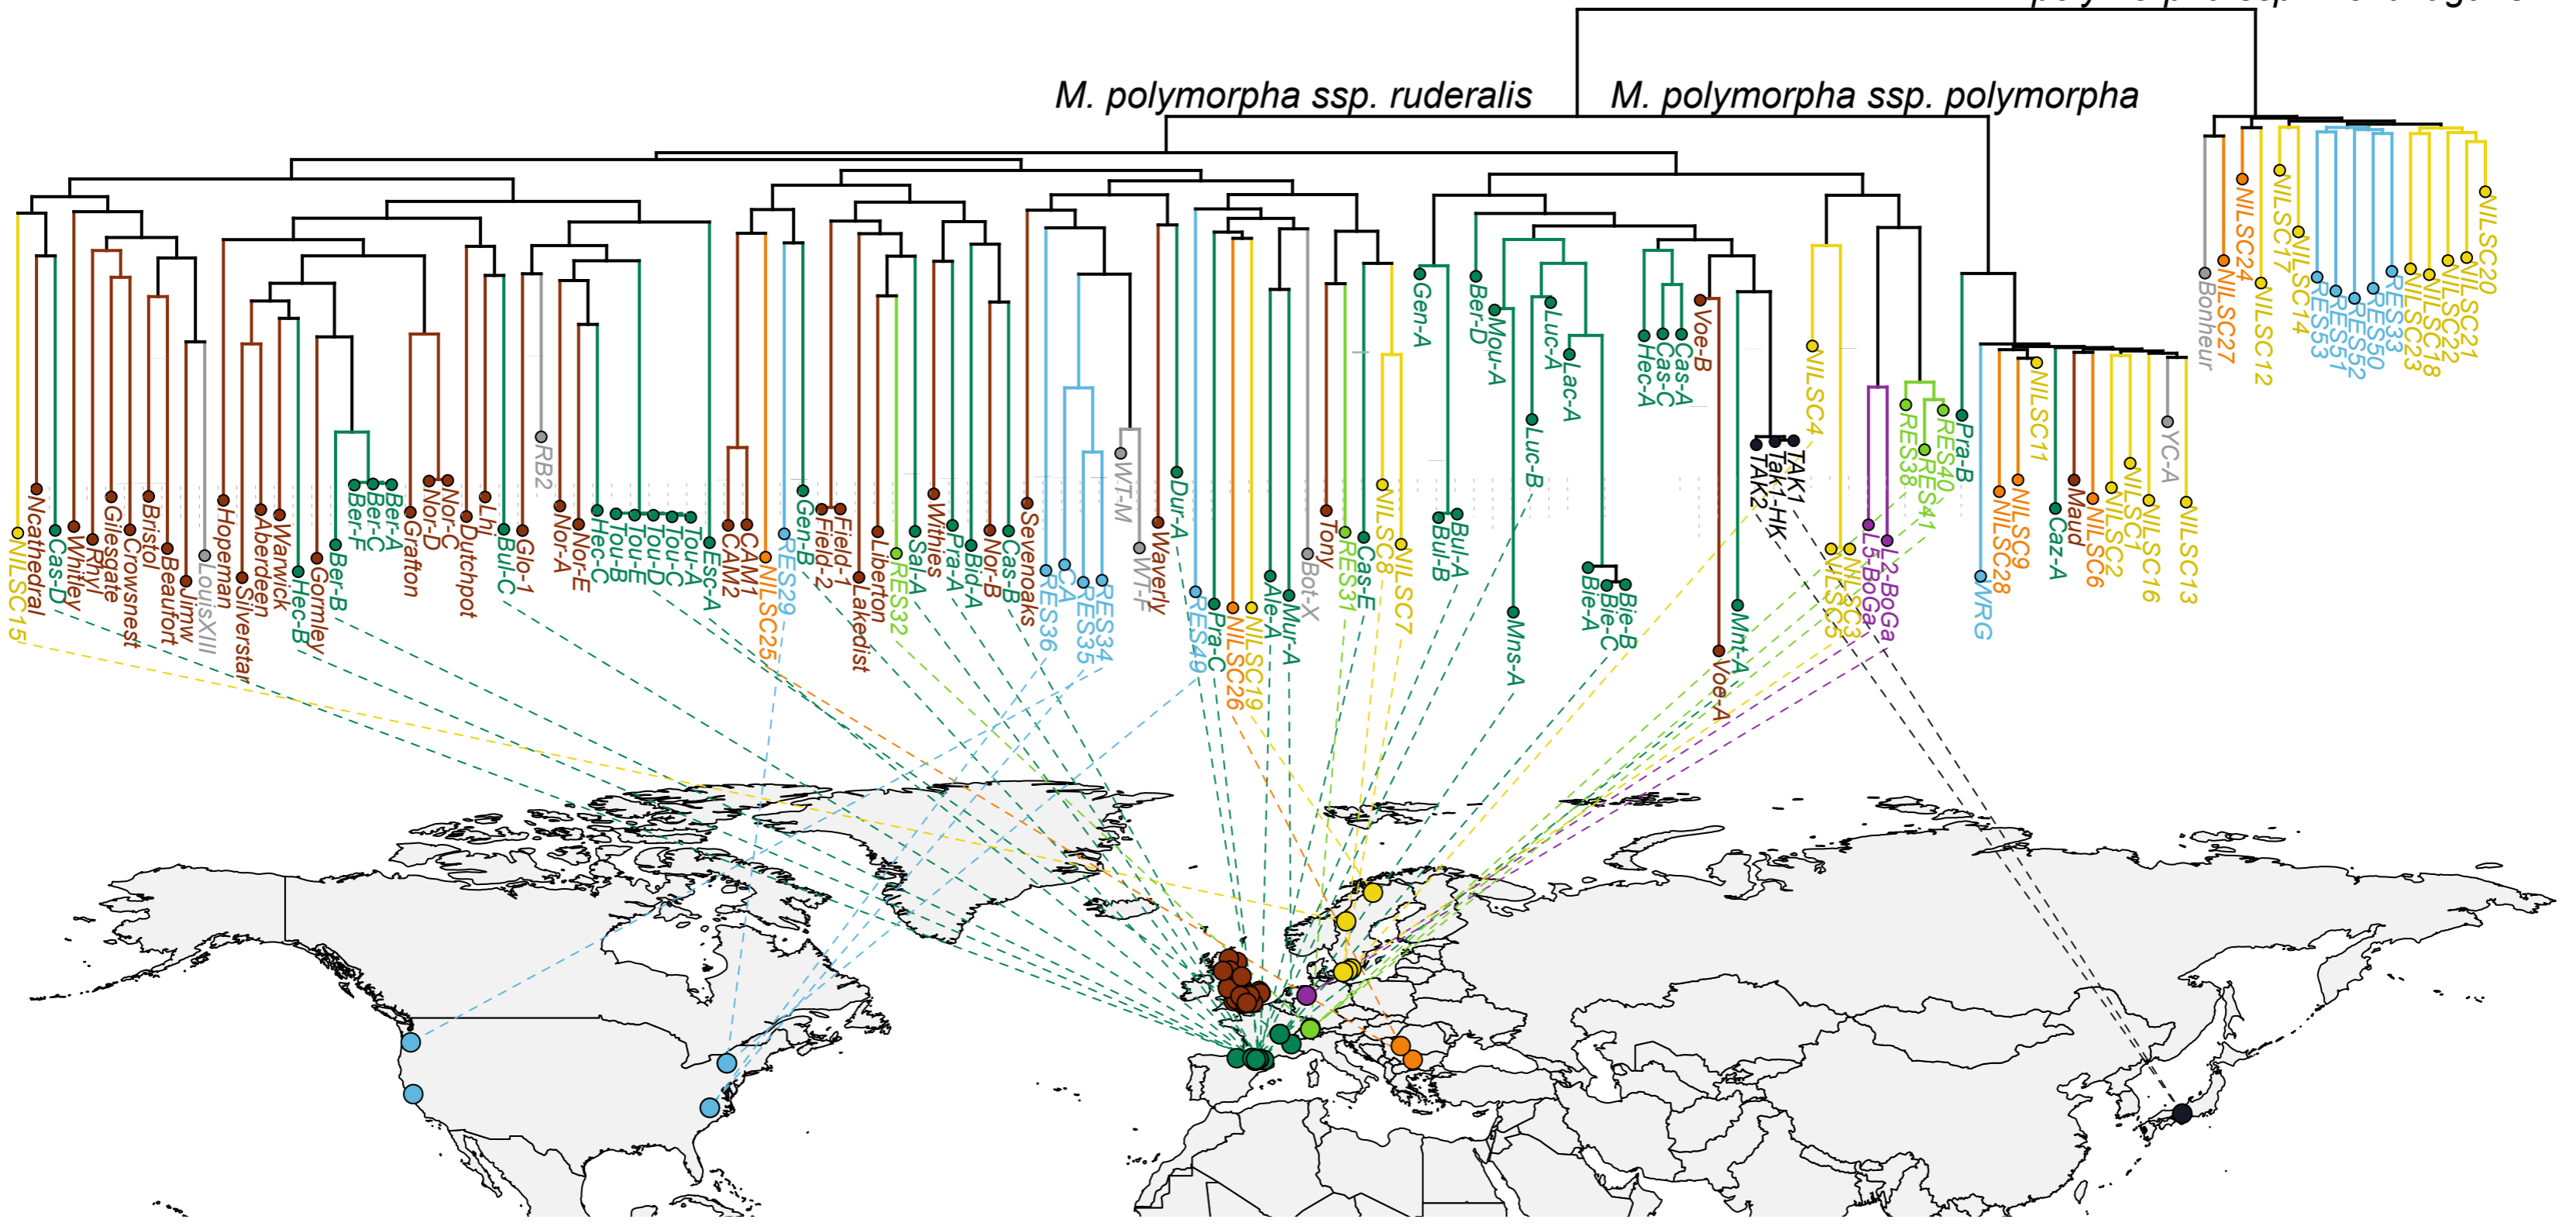 M. polymorpha ssp. ruderalis
M. polymorpha ssp. polymorpha
NILSC15
Ncathedral
Cas-D
Whitley
Rhyl
Gilesgate
Crowsnest
Bristol
Beaufort
Jimw
LouisXIII
Hopeman
Silverstar
Aberdeen
Warwick
Hec-B
Gormley
Ber-B
Ber-F
Ber-C
Ber-A
Grafton
Nor-D
Nor-C
Dutchpot
Lhj
Bul-C
Glo-1
RB2
Nor-A
Nor-E
Hec-C
Tou-B
Tou-E
Tou-D
Tou-C
Tou-A
Esc-A
CAM2
CAM1
NILSC25
RES29
Gen-B
Field-2
Field-1
Lakedist
Liberton
RES32
Sal-A
Withies
Pra-A
Bid-A
Nor-B
Cas-B
Sevenoaks
RES36
CA
RES35
RES34
WT-M
WT-F
Waverly
Dur-A
RES49
Pra-C
NILSC26
NILSC19
Ale-A
Mur-A
Bot-X
Tony
RES31
Cas-E
NILSC8
NILSC7
Gen-A
Bul-B
Bul-A
Ber-D
Mou-A
Mns-A
Luc-B
Luc-A
Lac-A
Bie-A
Bie-C
Bie-B
Hec-A
Cas-C
Cas-A
Voe-B
Voe-A
Mnt-A
TAK2
Tak1-HK
TAK1
NILSC4
NILSC5
NILSC3
L5-BoGa
L2-BoGa
RES38
RES41
RES40
Pra-B
WRG
NILSC28
NILSC9
NILSC11
Caz-A
Maud
NILSC6
NILSC2
NILSC1
NILSC16
YC-A
NILSC13
Bonheur
NILSC27
NILSC24
NILSC12
NILSC17
NILSC14
RES53
RES51
RES52
RES50
RES33
NILSC23
NILSC18
NILSC22
NILSC21
NILSC20